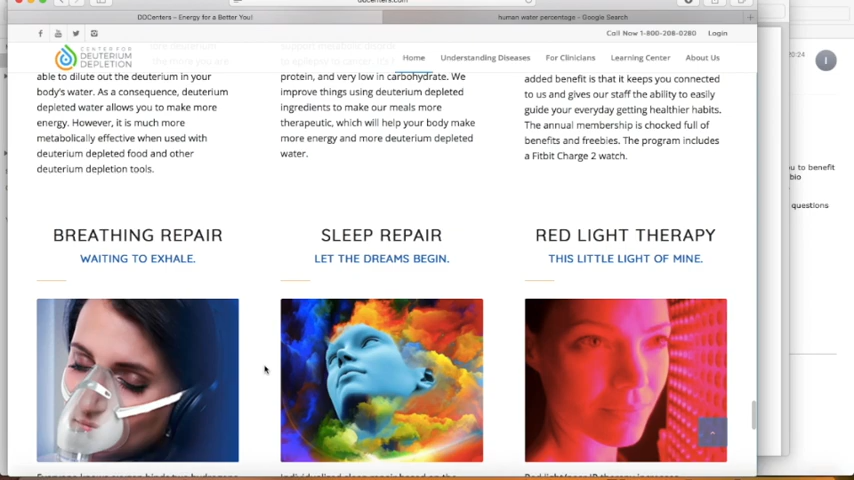 ddcenters.com
DDCenters – Energy for a Better You!
human water percentage - Google Search
Call Now 1-800-208-0280
Login
CENTER FOR
DEUTERIUM
DEPLETION
Home
Understanding Diseases
For Clinicians
Learning Center
About Us
20:24
able to dilute out the deuterium in your
body's water. As a consequence, deuterium
depleted water allows you to make more
energy. However, it is much more
metabolically effective when used with
deuterium depleted food and other
deuterium depletion tools.
protein, and very low in carbohydrate. We
improve things using deuterium depleted
ingredients to make our meals more
therapeutic, which will help your body make
more energy and more deuterium depleted
water.
added benefit is that it keeps you connected
to us and gives our staff the ability to easily
guide your everyday getting healthier habits.
The annual membership is chocked full of
benefits and freebies. The program includes
a Fitbit Charge 2 watch.
u to benefit
bio
questions
BREATHING REPAIR
WAITING TO EXHALE.
SLEEP REPAIR
LET THE DREAMS BEGIN.
RED LIGHT THERAPY
THIS LITTLE LIGHT OF MINE.